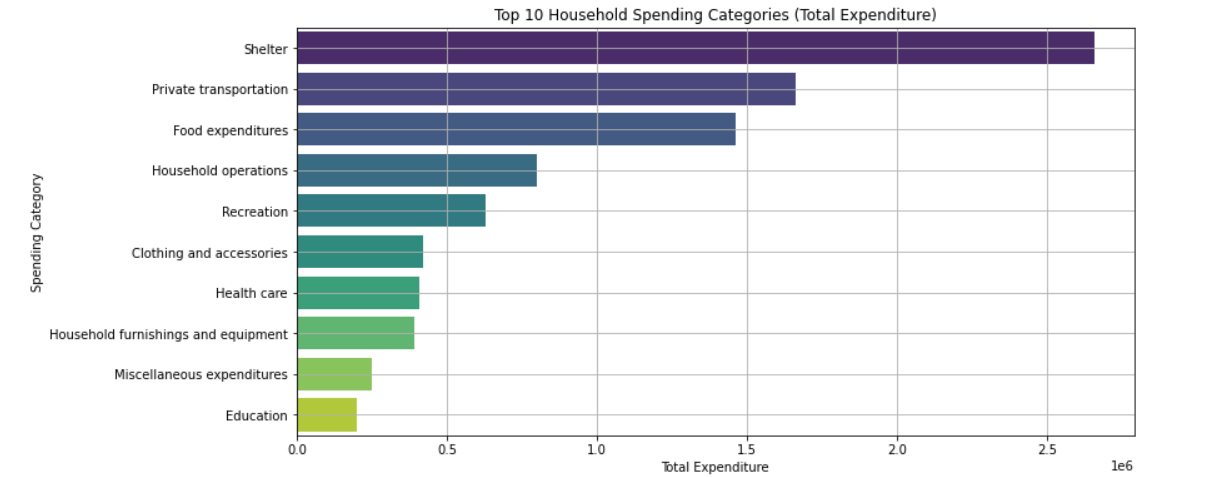 Top 10 Household Spending Categories (Total Expenditure)
Spending Category
Shelter
Private transportation
Food expenditures
Household operations
Recreation
Clothing and accessories
Health care
Household furnishings and equipment
Miscellaneous expenditures
Education
0.0 0.5 1.0 1.5 2.0 2.5
Total Expenditure
1e6